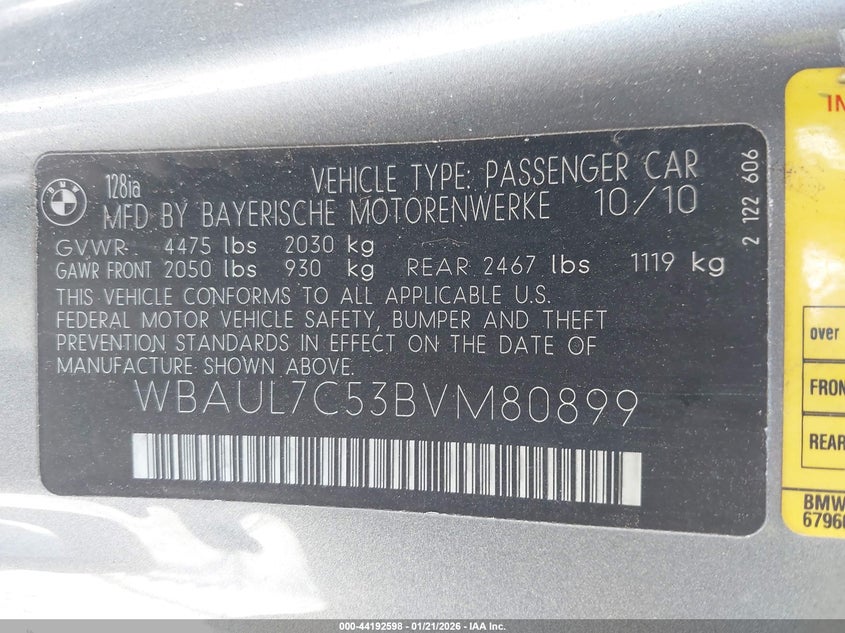 BMW
128ia
VEHICLE TYPE: PASSENGER CAR
MFD BY BAYERISCHE MOTORENWERKE 10/10
GVWR 4475 lbs 2030 kg
GAWR FRONT 2050 lbs 930 kg REAR 2467 lbs 1119 kg
THIS VEHICLE CONFORMS TO ALL APPLICABLE U.S.
FEDERAL MOTOR VEHICLE SAFETY, BUMPER AND THEFT
PREVENTION STANDARDS IN EFFECT ON THE DATE OF
MANUFACTURE SHOWN ABOVE.
WBAUL7C53BVM80899
2 122 606
over
FRON
REAR
BMW
000-44192598 - 01/21/2026 - IAA Inc.